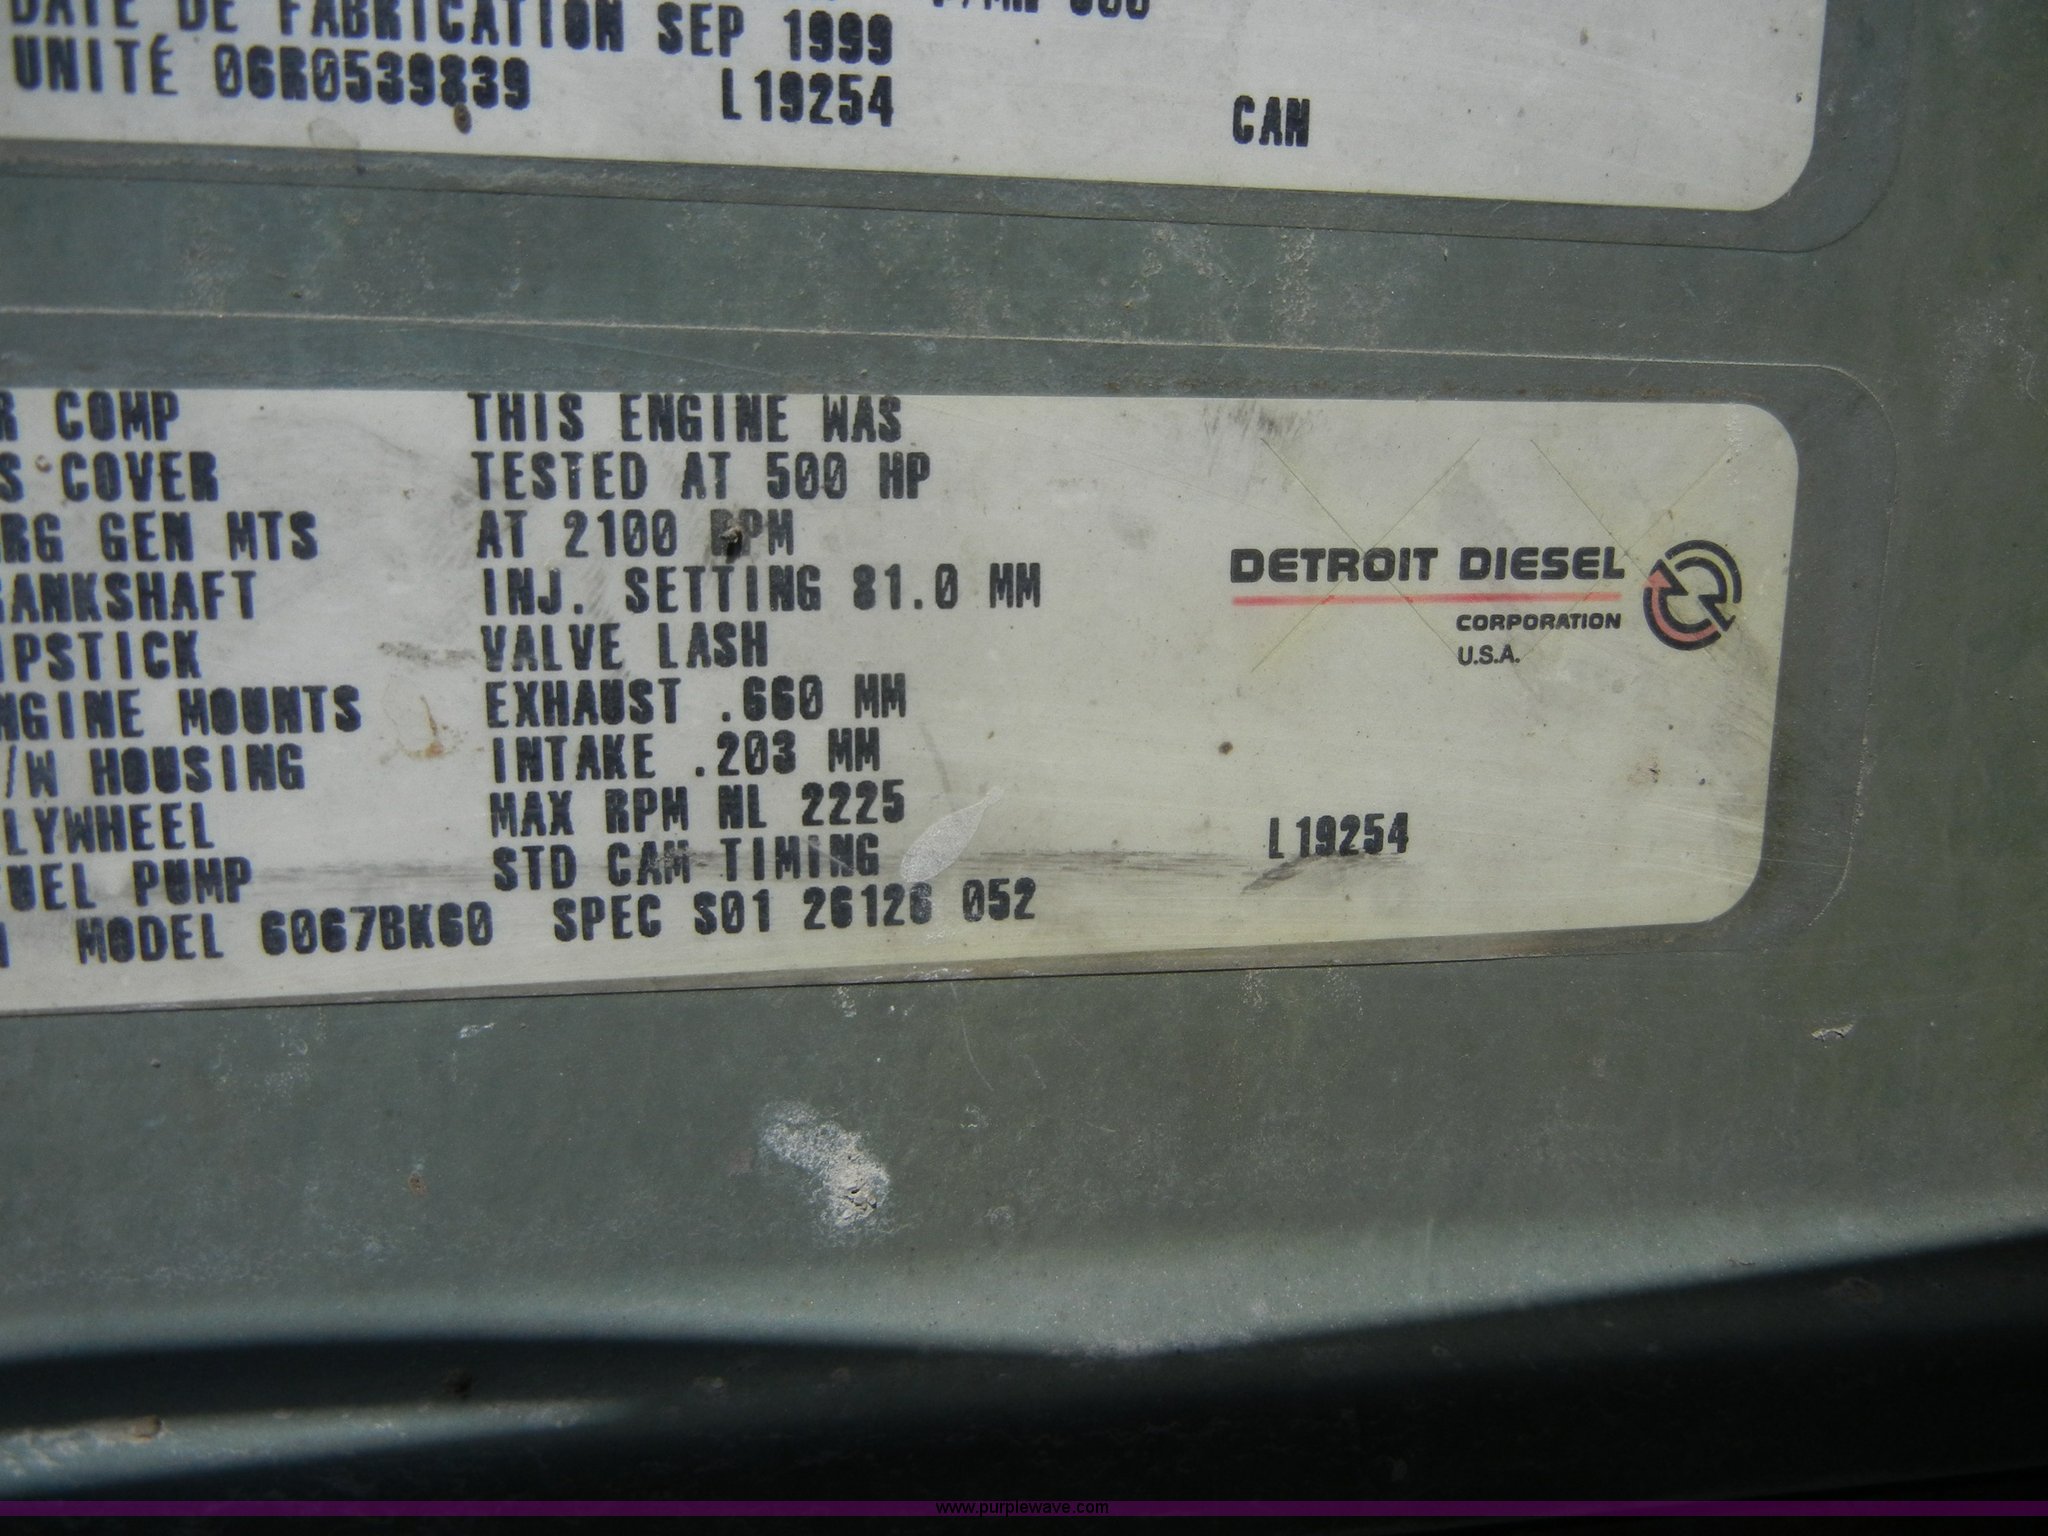 DATE DE FABRICATION SEP 1999
UNITÉ 06R0539839 L19254 CAN
R COMP THIS ENGINE WAS
S COVER TESTED AT 500 HP
RG GEN MTS AT 2100 RPM
RANKSHAFT INJ. SETTING 81.0 MM
IPSTICK VALVE LASH
NGINE MOUNTS EXHAUST .660 MM
/W HOUSING INTAKE .203 MM
LYWHEEL MAX RPM NL 2225
UEL PUMP STD CAM TIMING
MODEL 6067BK60 SPEC S01 26126 052
DETROIT DIESEL
CORPORATION
U.S.A.
L19254
www.purplewave.com